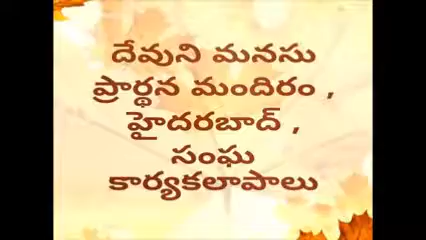 దేవుని మనసు
ప్రార్థన మందిరం ,
హైదరబాద్ ,
సంఘ
కార్యకలాపాలు